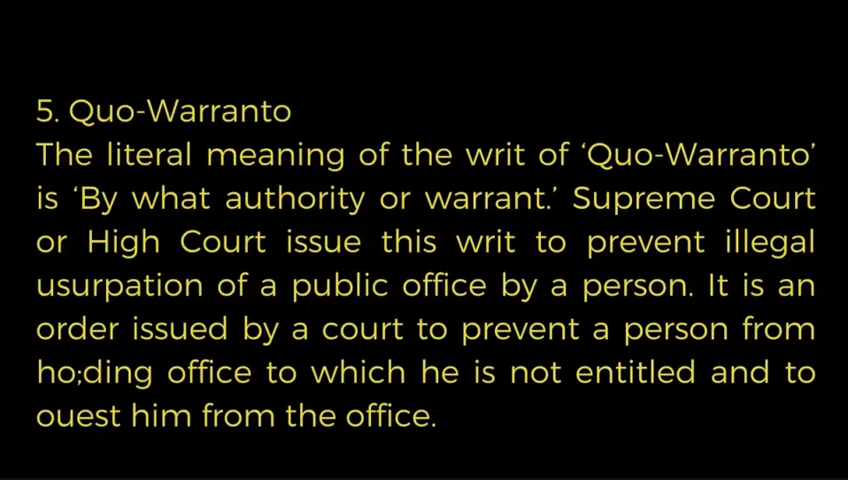 5. Quo-Warranto
The literal meaning of the writ of ‘Quo-Warranto’
is ‘By what authority or warrant.’ Supreme Court
or High Court issue this writ to prevent illegal
usurpation of a public office by a person. It is an
order issued by a court to prevent a person from
ho;ding office to which he is not entitled and to
ouest him from the office.